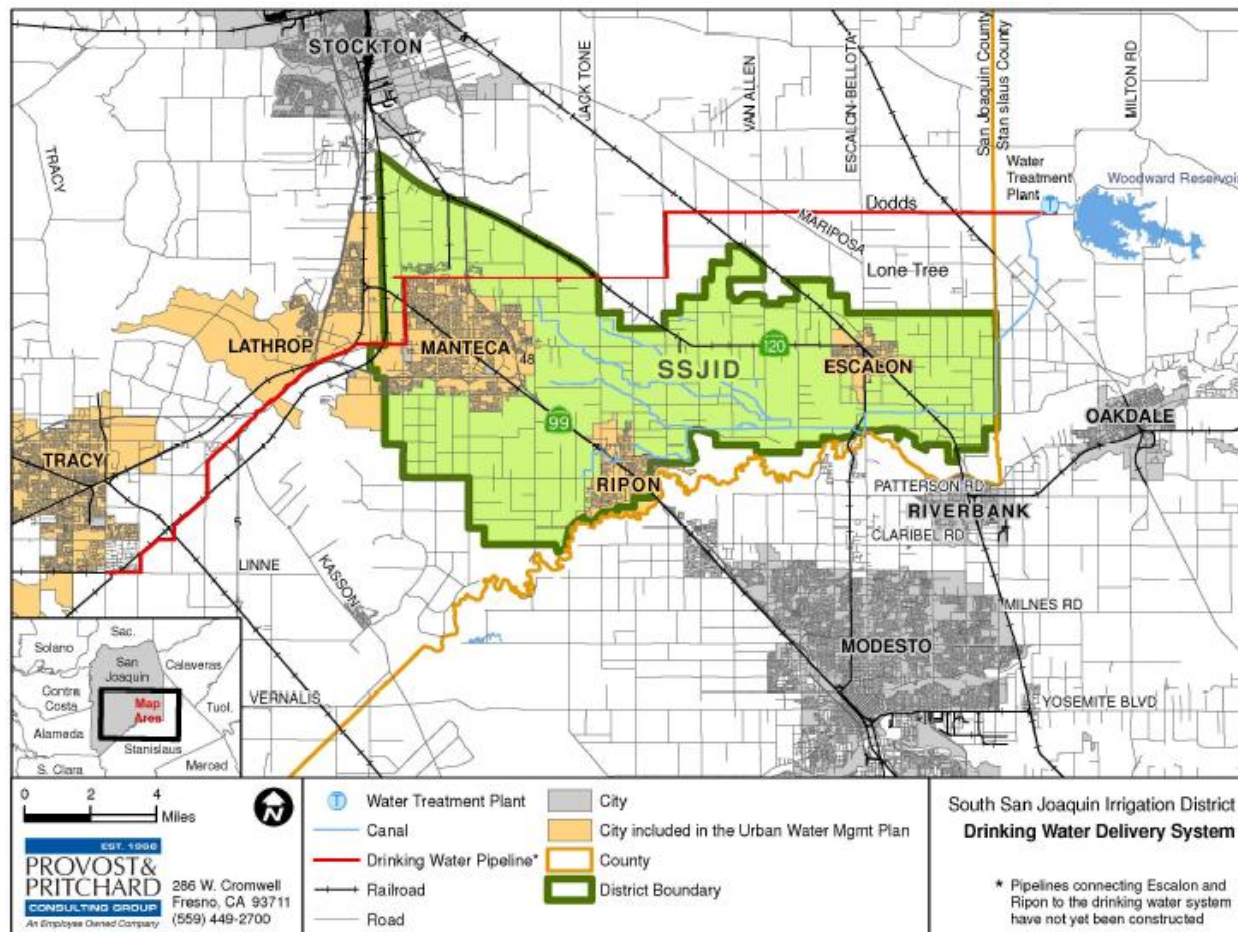 STOCKTON
TRACY
JACK TONE
VAN ALLEN
ESCALON-BELLOTA
San Joaquin County
Stanislaus County
MILTON RD
Water
Treatment
Plant
Woodward Reservoir
Dodds
MARIPOSA
Lone Tree
LATHROP
MANTECA
48
SSJID
120
ESCALON
99
OAKDALE
TRACY
RIPON
PATTERSON RD
RIVERBANK
CLARIBEL RD
5
LINNE
KASSON
MILNES RD
MODESTO
VERNALIS
YOSEMITE BLVD
Sac.
Solano
San
Joaquin
Calaveras
Contra
Costa
Map
Area
Tuol.
Alameda
Stanislaus
S. Clara
Merced
0 2 4
Miles
N
EST. 1968
PROVOST&
PRITCHARD
CONSULTING GROUP
An Employee Owned Company
286 W. Cromwell
Fresno, CA 93711
(559) 449-2700
T Water Treatment Plant
Canal
Drinking Water Pipeline*
Railroad
Road
City
City included in the Urban Water Mgmt Plan
County
District Boundary
South San Joaquin Irrigation District
Drinking Water Delivery System
* Pipelines connecting Escalon and
Ripon to the drinking water system
have not yet been constructed